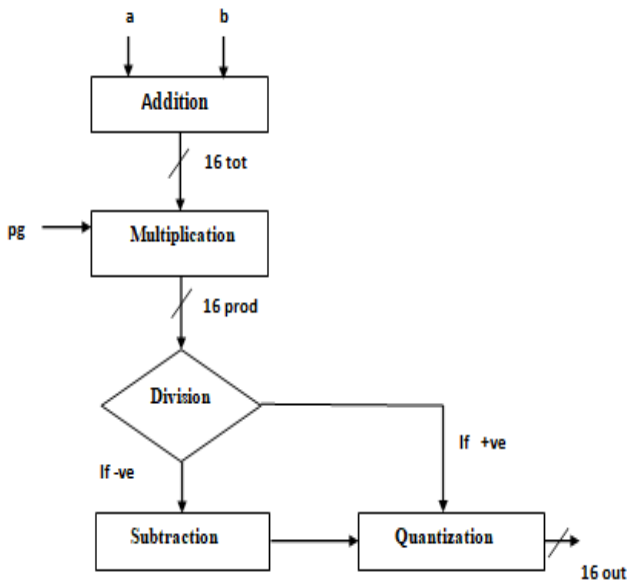 a b
Addition
16 tot
pg
Multiplication
16 prod
Division
If -ve
If +ve
Subtraction
Quantization
16 out